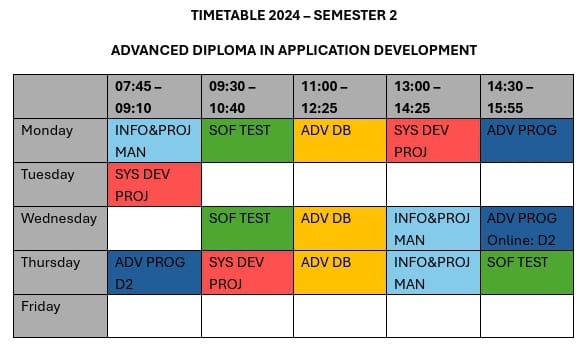 TIMETABLE 2024 – SEMESTER 2
ADVANCED DIPLOMA IN APPLICATION DEVELOPMENT
07:45 – 09:10 09:30 – 10:40 11:00 – 12:25 13:00 – 14:25 14:30 – 15:55
Monday INFO&PROJ MAN SOF TEST ADV DB SYS DEV PROJ ADV PROG
Tuesday SYS DEV PROJ
Wednesday SOF TEST ADV DB INFO&PROJ MAN ADV PROG Online: D2
Thursday ADV PROG D2 SYS DEV PROJ ADV DB INFO&PROJ MAN SOF TEST
Friday